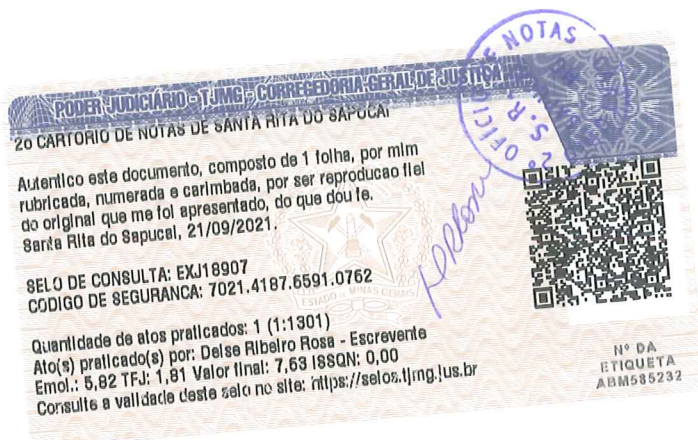 PODER JUDICIÁRIO - TJMG - CORREGEDORIA-GERAL DE JUSTIÇA
2o CARTORIO DE NOTAS DE SANTA RITA DO SAPUCAI
Autentico este documento, composto de 1 folha, por mim
rubricada, numerada e carimbada, por ser reproducao fiel
do original que me foi apresentado, do que dou fe.
Santa Rita do Sapucai, 21/09/2021.
SELO DE CONSULTA: EXJ18907
CODIGO DE SEGURANCA: 7021.4187.6591.0762
Quantidade de atos praticados: 1 (1:1301)
Ato(s) praticado(s) por: Deise Ribeiro Rosa - Escrevente
Emol.: 5,82 TFJ: 1,81 Valor final: 7,63 ISSQN: 0,00
Consulte a validade deste selo no site: https://selos.tjmg.jus.br
ESTADO DE MINAS GERAIS
2º OFICIO DE NOTAS
S. R.
Nº DA
ETIQUETA
ABM585232